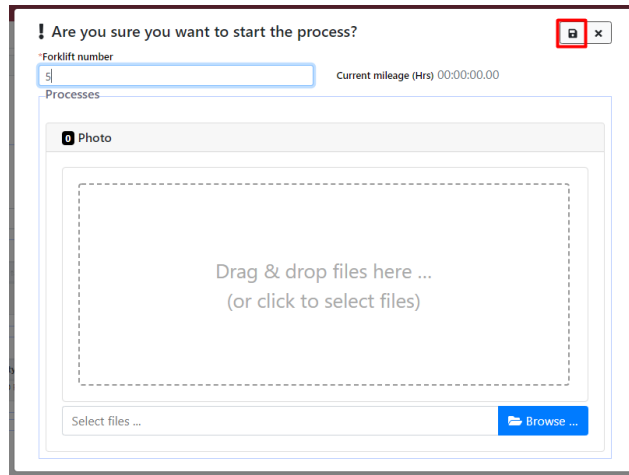 ! Are you sure you want to start the process?
*Forklift number
5
Current mileage (Hrs) 00:00:00.00
Processes
0 Photo
Drag & drop files here ...
(or click to select files)
Select files ...
Browse ...